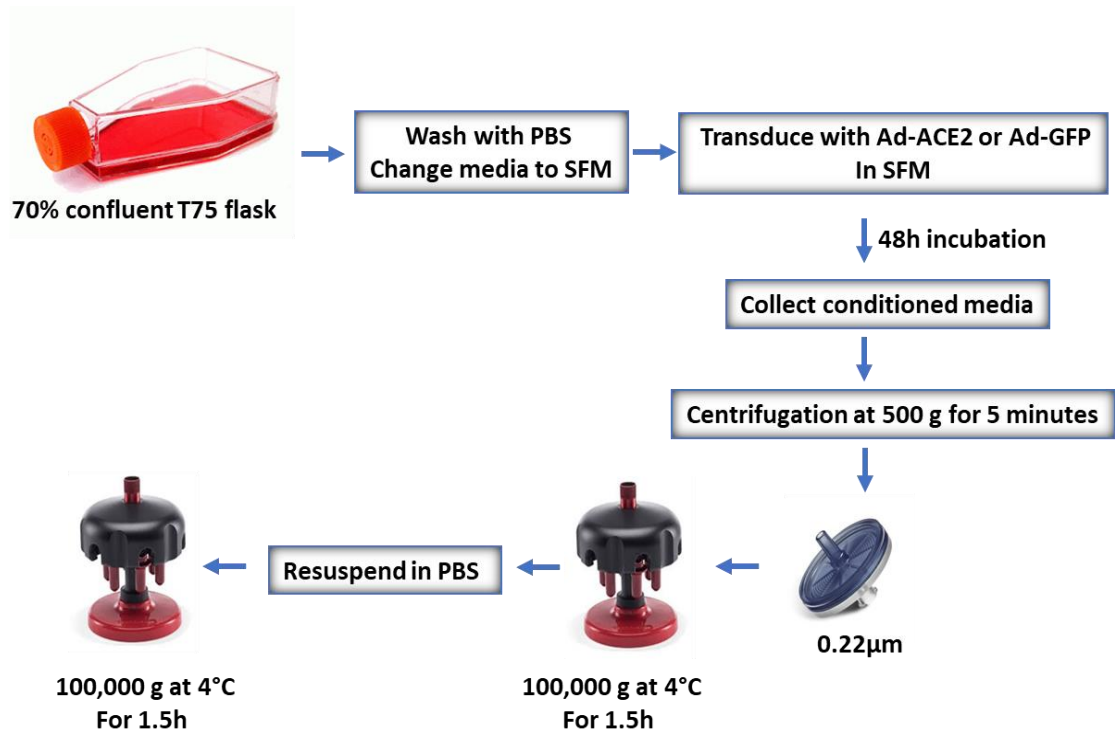 70% confluent T75 flask
Wash with PBS
Change media to SFM
Transduce with Ad-ACE2 or Ad-GFP
In SFM
48h incubation
Collect conditioned media
Centrifugation at 500 g for 5 minutes
0.22µm
100,000 g at 4°C
For 1.5h
Resuspend in PBS
100,000 g at 4°C
For 1.5h